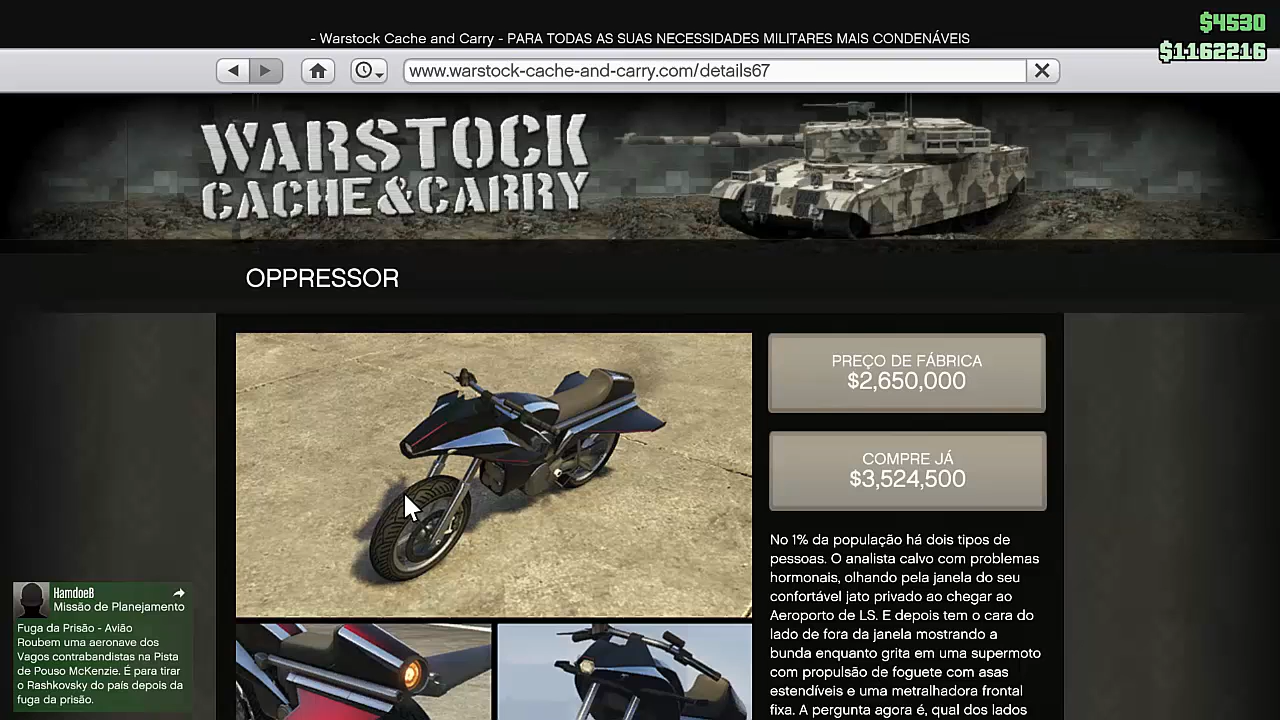 $4530
- Warstock Cache and Carry - PARA TODAS AS SUAS NECESSIDADES MILITARES MAIS CONDENÁVEIS
$1162216
www.warstock-cache-and-carry.com/details67
WARSTOCK
CACHE&CARRY
OPPRESSOR
PREÇO DE FÁBRICA
$2,650,000
COMPRE JÁ
$3,524,500
No 1% da população há dois tipos de
pessoas. O analista calvo com problemas
hormonais, olhando pela janela do seu
confortável jato privado ao chegar ao
Aeroporto de LS. E depois tem o cara do
lado de fora da janela mostrando a
bunda enquanto grita em uma supermoto
com propulsão de foguete com asas
estendíveis e uma metralhadora frontal
fixa. A pergunta agora é, qual dos lados
HamdoeB
Missão de Planejamento
Fuga da Prisão - Avião
Roubem uma aeronave dos
Vagos contrabandistas na Pista
de Pouso McKenzie. É para tirar
o Rashkovsky do país depois da
fuga da prisão.